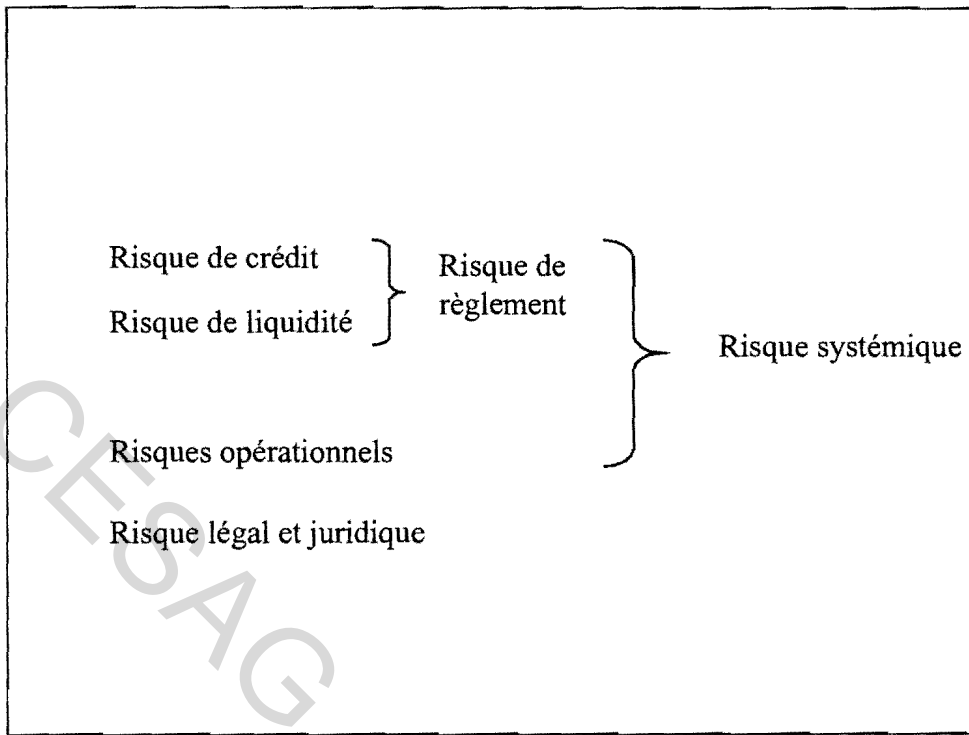 Risque de crédit
Risque de liquidité
Risque de
règlement
Risque systémique
Risques opérationnels
Risque légal et juridique
CESAG